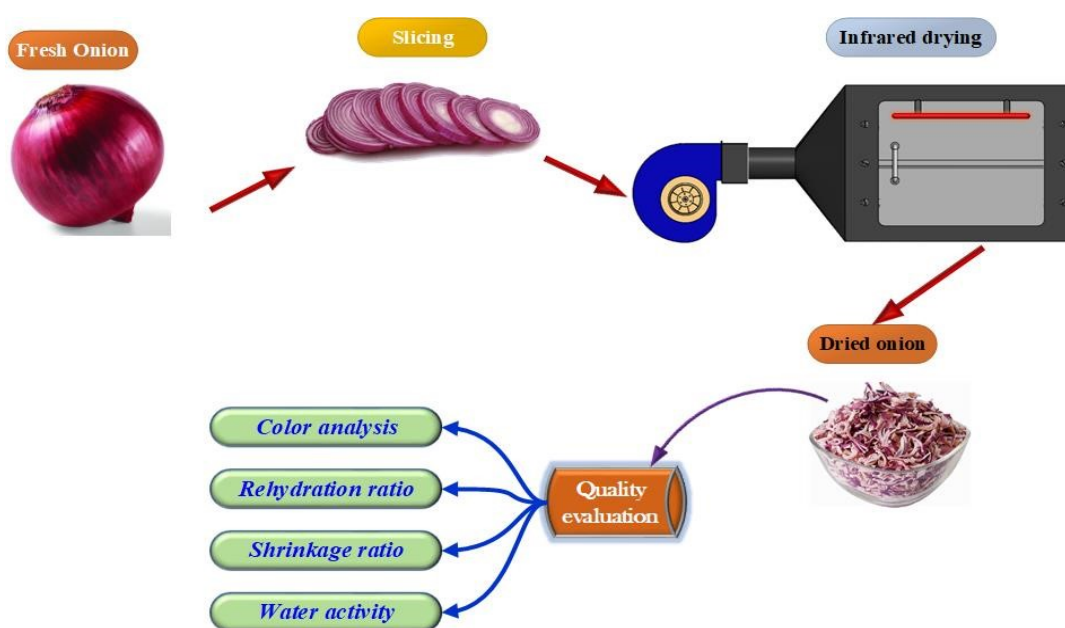 Fresh Onion
Slicing
Infrared drying
Dried onion
Quality
evaluation
Color analysis
Rehydration ratio
Shrinkage ratio
Water activity